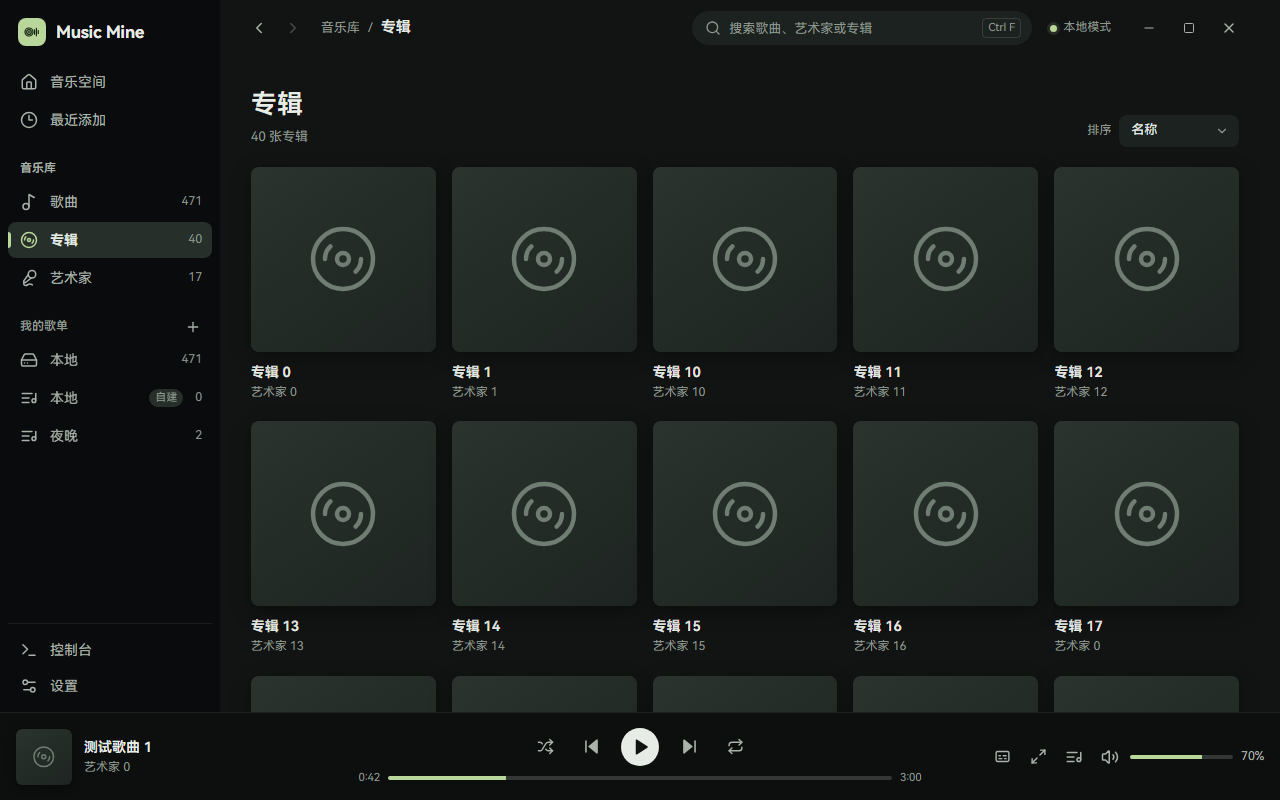 Music Mine
音乐空间
最近添加
音乐库
歌曲 471
专辑 40
艺术家 17
我的歌单
本地 471
本地 自建 0
夜晚 2
控制台
设置
音乐库 / 专辑
搜索歌曲、艺术家或专辑 Ctrl F
本地模式
专辑
40 张专辑
排序 名称
专辑 0
艺术家 0
专辑 1
艺术家 1
专辑 10
艺术家 10
专辑 11
艺术家 11
专辑 12
艺术家 12
专辑 13
艺术家 13
专辑 14
艺术家 14
专辑 15
艺术家 15
专辑 16
艺术家 16
专辑 17
艺术家 0
测试歌曲 1
艺术家 0
0:42
3:00
70%